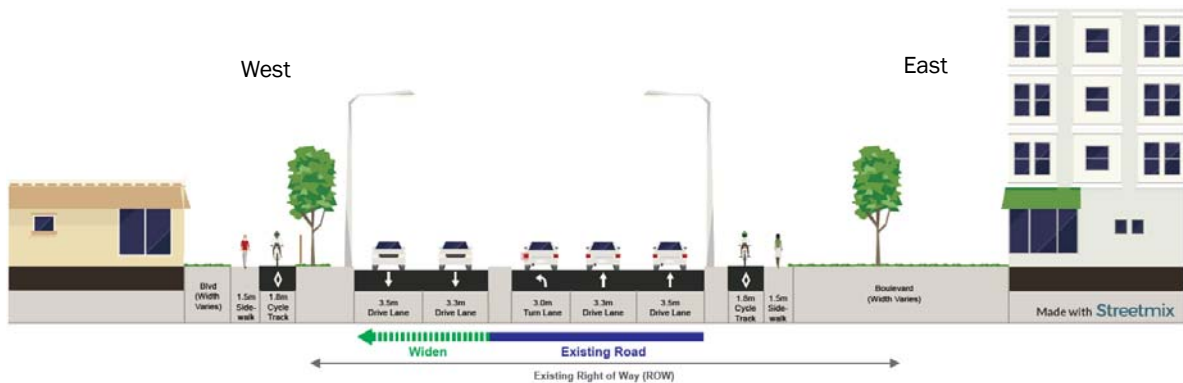 West
East
Blvd
(Width
Varies)
1.5m
Side-
walk
1.8m
Cycle
Track
3.5m
Drive Lane
3.3m
Drive Lane
3.0m
Turn Lane
3.3m
Drive Lane
3.5m
Drive Lane
1.8m
Cycle
Track
1.5m
Side-
walk
Boulevard
(Width Varies)
Made with Streetmix
Widen
Existing Road
Existing Right of Way (ROW)